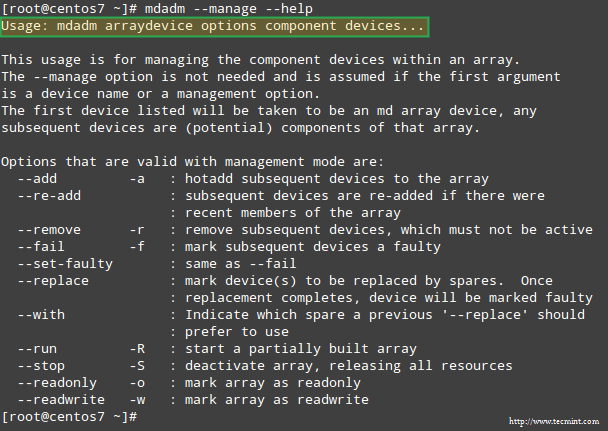 [root@centos7 ~]# mdadm --manage --help
Usage: mdadm arraydevice options component devices...

This usage is for managing the component devices within an array.
The --manage option is not needed and is assumed if the first argument
is a device name or a management option.
The first device listed will be taken to be an md array device, any
subsequent devices are (potential) components of that array.

Options that are valid with management mode are:
  --add         -a   : hotadd subsequent devices to the array
  --re-add           : subsequent devices are re-added if there were
                     : recent members of the array
  --remove      -r   : remove subsequent devices, which must not be active
  --fail        -f   : mark subsequent devices a faulty
  --set-faulty       : same as --fail
  --replace          : mark device(s) to be replaced by spares.  Once
                     : replacement completes, device will be marked faulty
  --with             : Indicate which spare a previous '--replace' should
                     : prefer to use
  --run         -R   : start a partially built array
  --stop        -S   : deactivate array, releasing all resources
  --readonly    -o   : mark array as readonly
  --readwrite   -w   : mark array as readwrite
[root@centos7 ~]#
http://www.tecmint.com